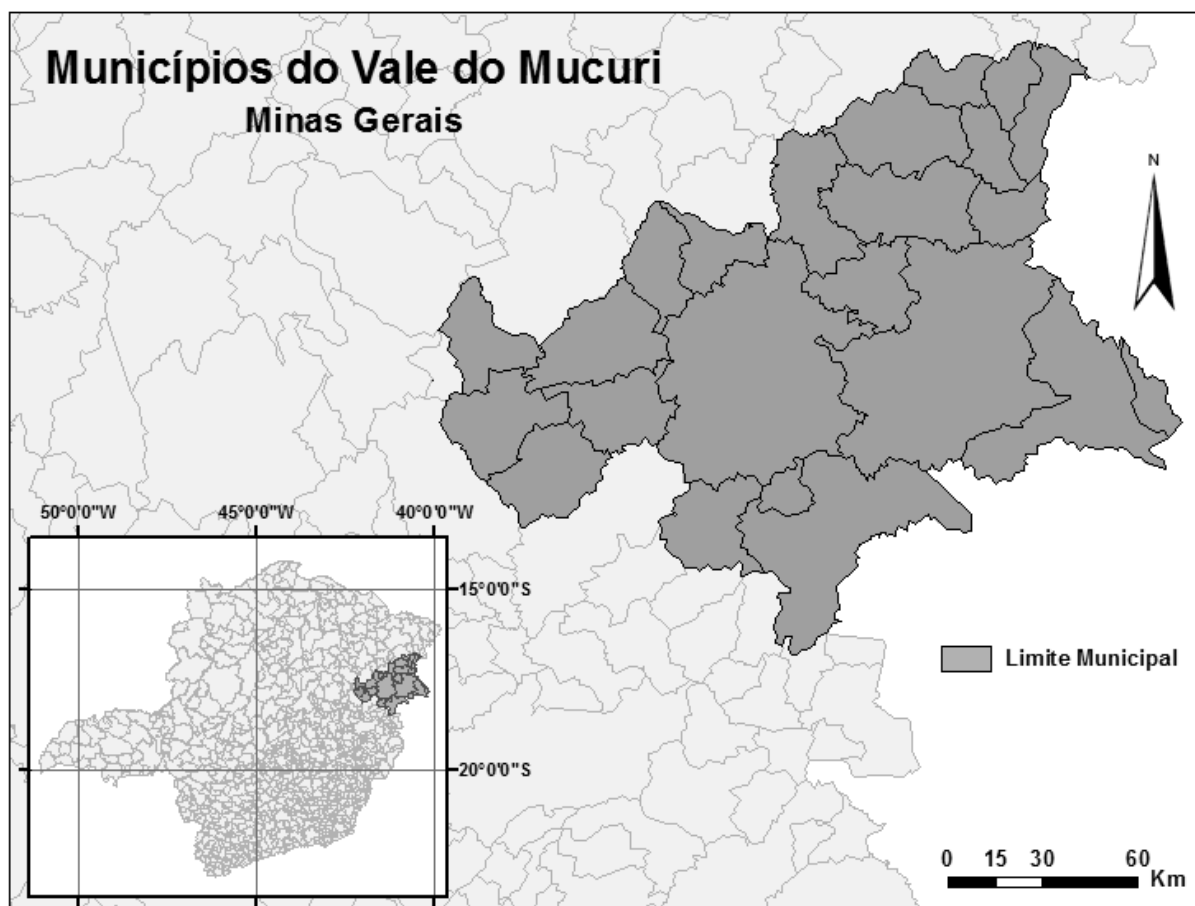 Municípios do Vale do Mucuri
Minas Gerais
N
50°0'0"W 45°0'0"W 40°0'0"W
15°0'0"S
Limite Municipal
20°0'0"S
0 15 30 60
Km